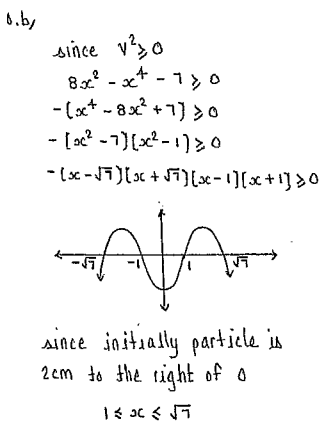 o.b,
since v² ⩾ 0
8x² - x⁴ - 7 ⩾ 0
-(x⁴ - 8x² + 7) ⩾ 0
-(x² - 7)(x² - 1) ⩾ 0
-(x - √7)(x + √7)(x - 1)(x + 1) ⩾ 0
-√7 -1 1 √7
since initially particle is
2cm to the right of 0
1 ⩽ x ⩽ √7